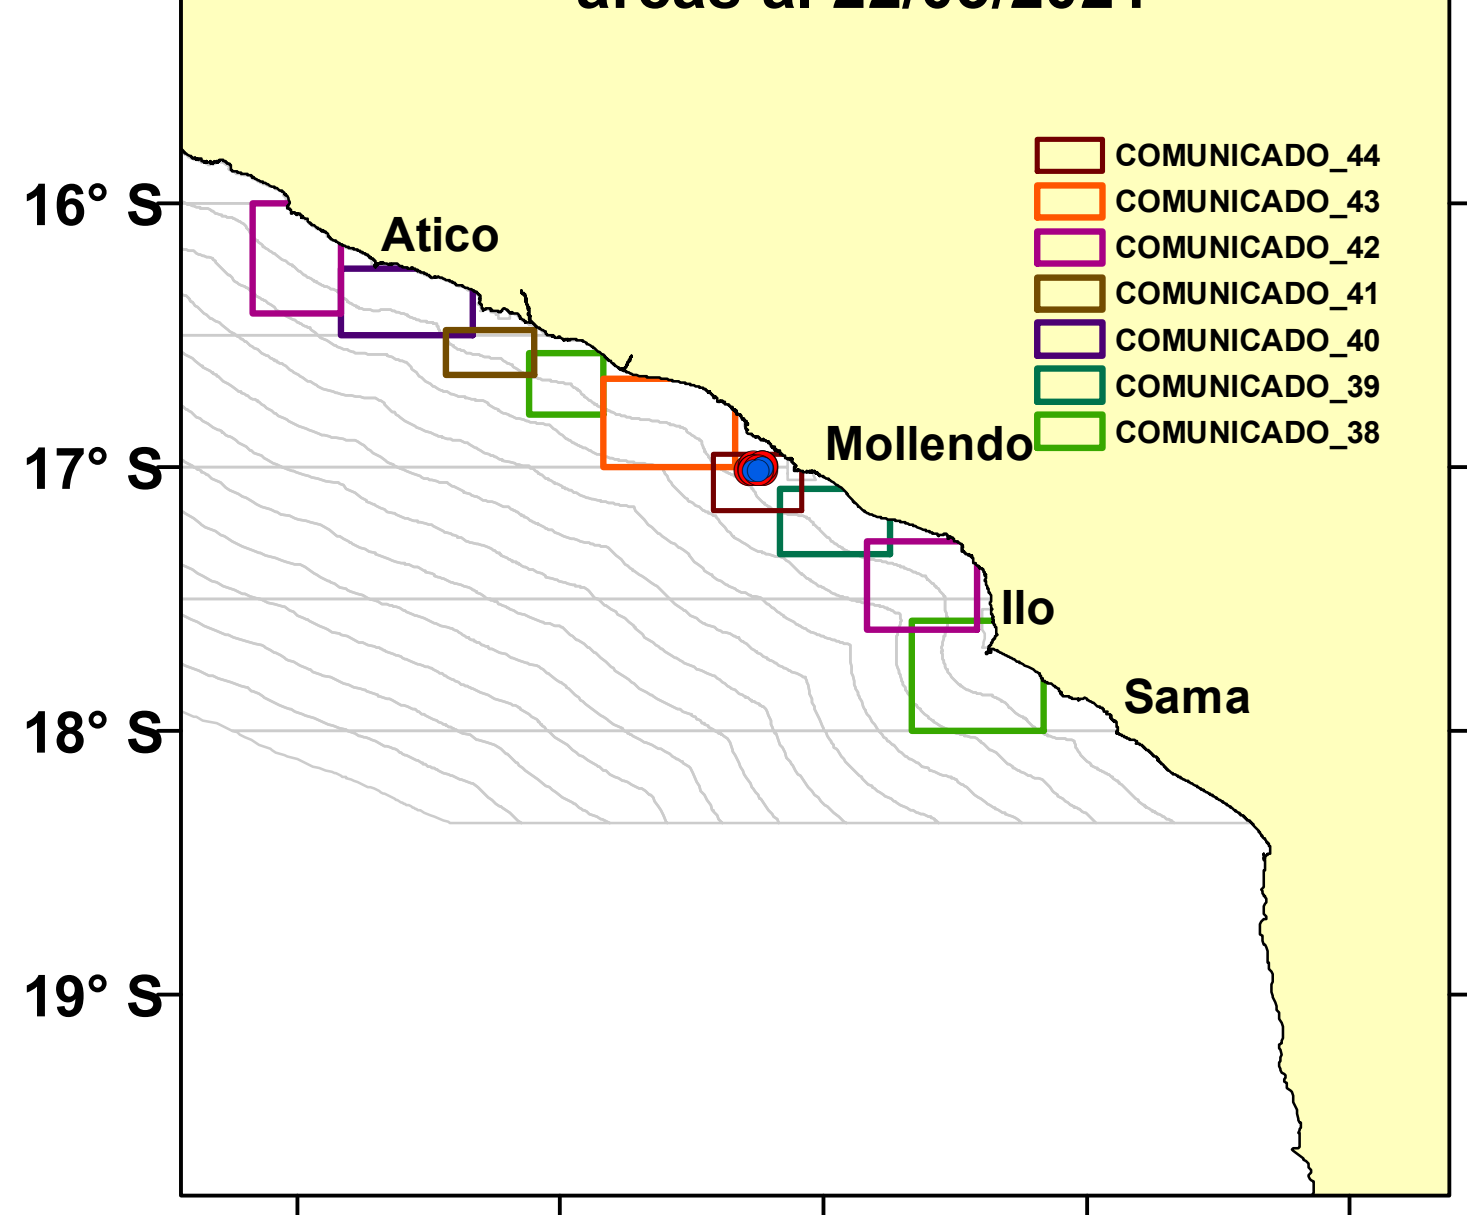 COMUNICADO_44
COMUNICADO_43
COMUNICADO_42
COMUNICADO_41
COMUNICADO_40
COMUNICADO_39
COMUNICADO_38
16° S
Atico
17° S
Mollendo
Ilo
Sama
18° S
19° S